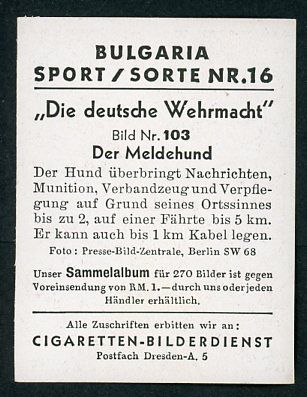 BULGARIA
SPORT / SORTE NR. 16
„Die deutsche Wehrmacht"
Bild Nr. 103
Der Meldehund
Der Hund überbringt Nachrichten,
Munition, Verbandzeug und Verpfle-
gung auf Grund seines Ortssinnes
bis zu 2, auf einer Fährte bis 5 km.
Er kann auch bis 1 km Kabel legen.
Foto: Presse-Bild-Zentrale, Berlin SW 68
Unser Sammelalbum für 270 Bilder ist gegen
Voreinsendung von RM. 1.— durch uns oder jeden
Händler erhältlich.
Alle Zuschriften erbitten wir an:
CIGARETTEN-BILDERDIENST
Postfach Dresden-A. 5